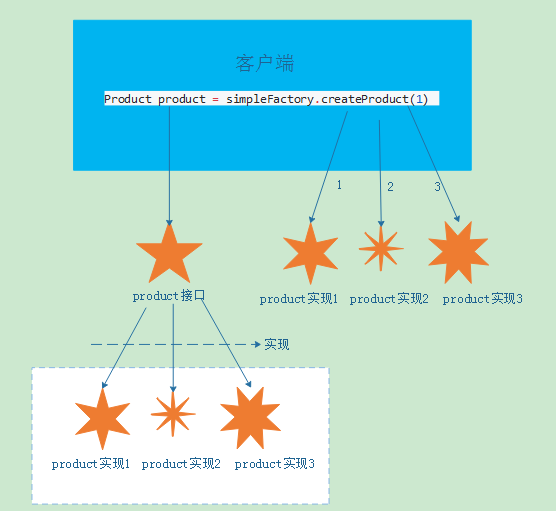 客户端
Product product = simpleFactory.createProduct(1)
1
2
3
product接口
product实现1
product实现2
product实现3
实现
product实现1
product实现2
product实现3